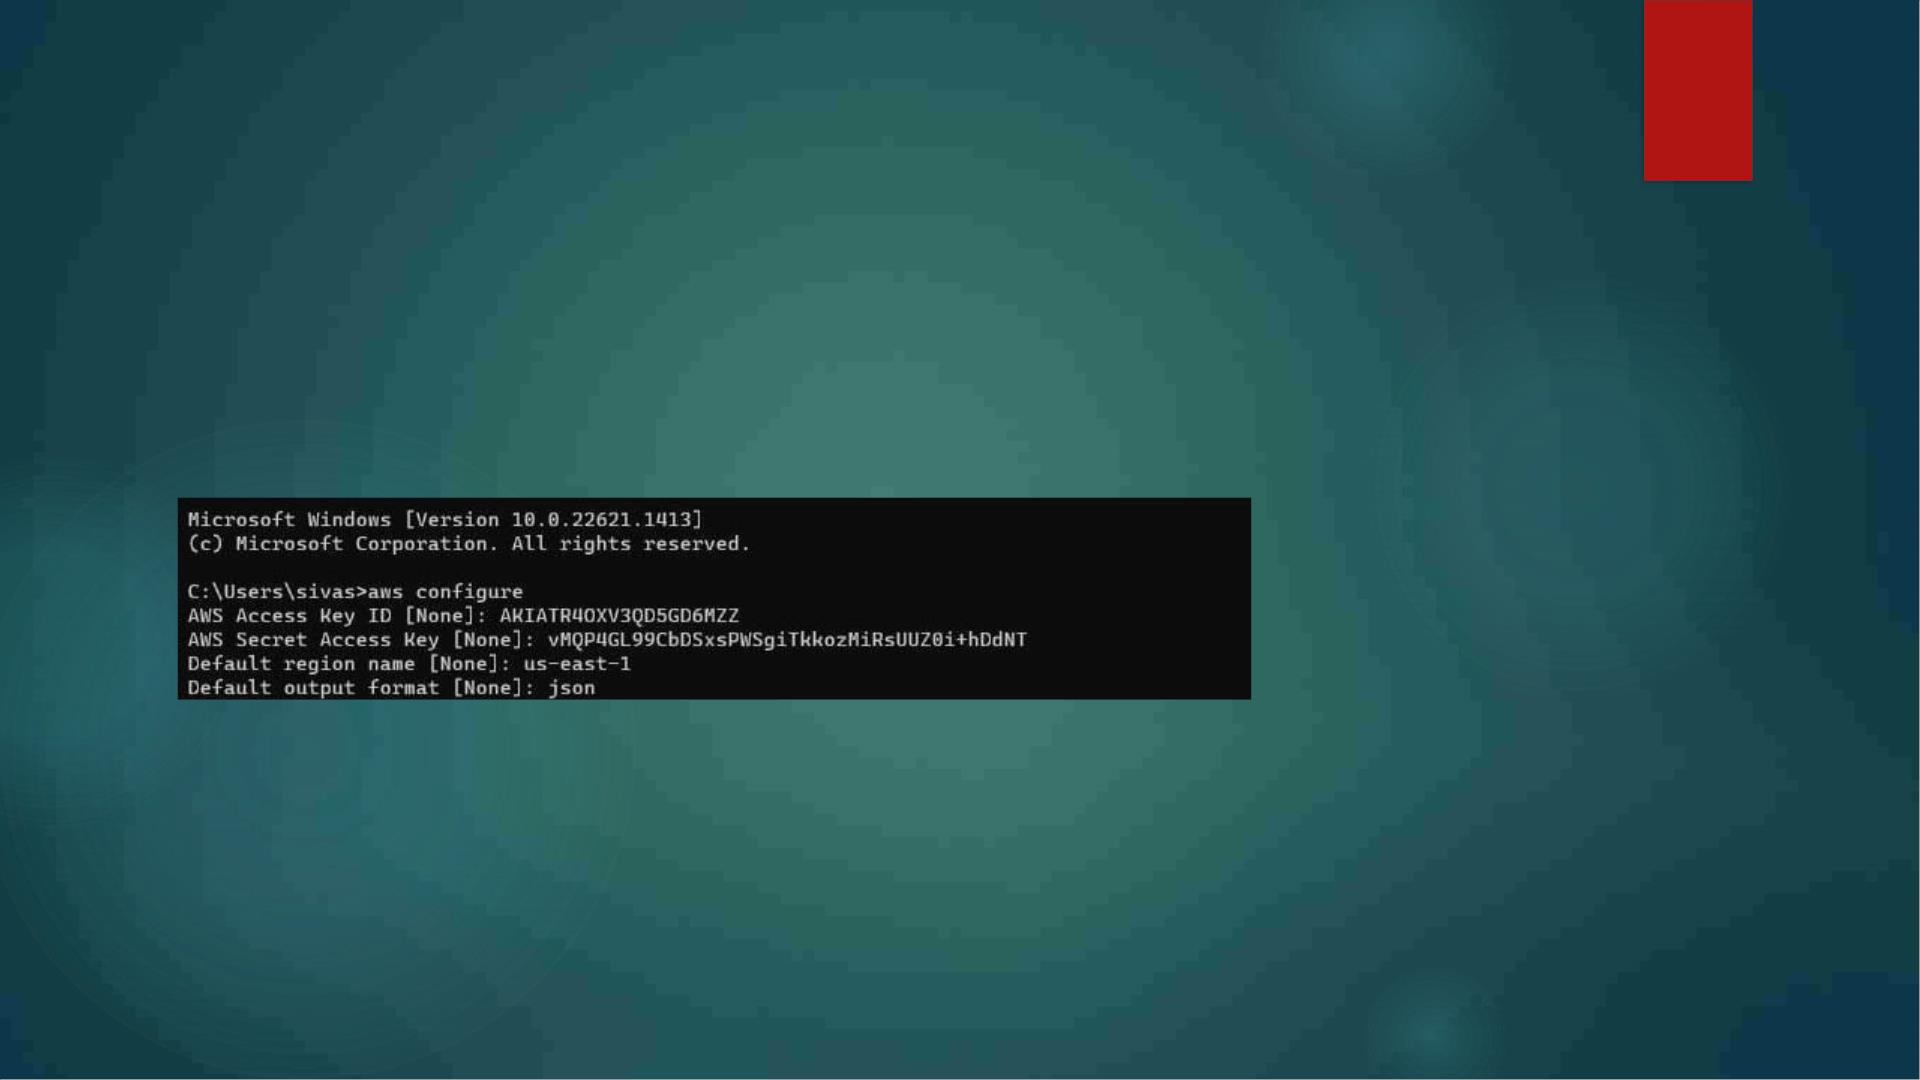 Microsoft Windows [Version 10.0.22621.1413]
(c) Microsoft Corporation. All rights reserved.
C:\Users\sivas>aws configure
AWS Access Key ID [None]: AKIATR4OXV3QD5GD6MZZ
AWS Secret Access Key [None]: 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
Default region name [None]: us-east-1
Default output format [None]: json